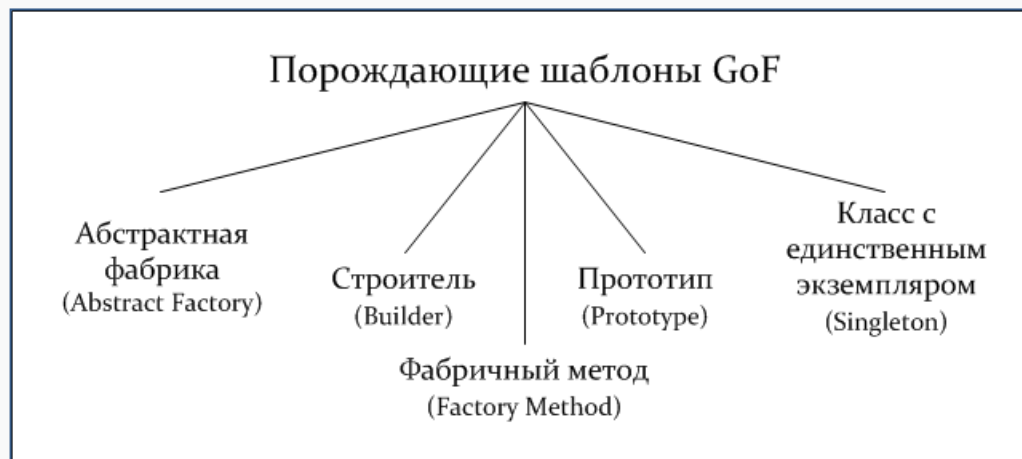 Порождающие шаблоны GoF
Абстрактная
фабрика
(Abstract Factory)
Строитель
(Builder)
Фабричный метод
(Factory Method)
Прототип
(Prototype)
Класс с
единственным
экземпляром
(Singleton)